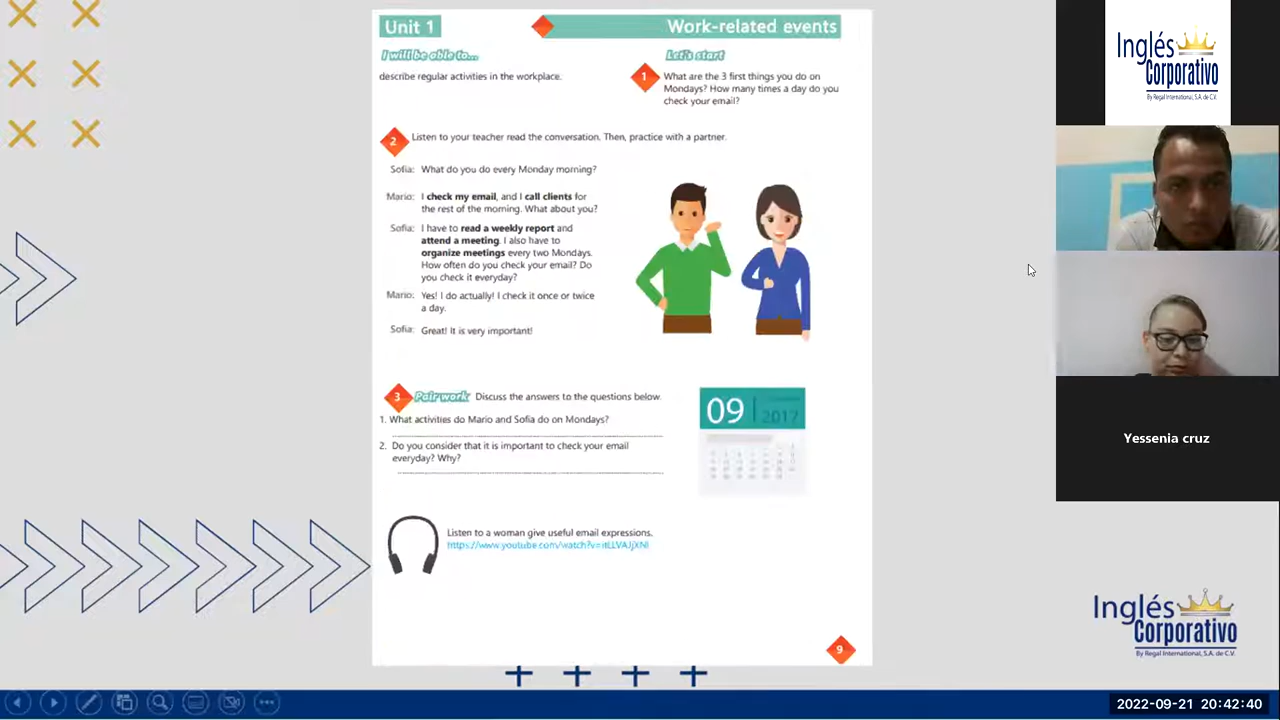 Unit 1
Work-related events
I will be able to...
describe regular activities in the workplace.
Let's start
1
What are the 3 first things you do on
Mondays? How many times a day do you
check your email?
2
Listen to your teacher read the conversation. Then, practice with a partner.
Sofia: What do you do every Monday morning?
Mario: I check my email, and I call clients for
the rest of the morning. What about you?
Sofia: I have to read a weekly report and
attend a meeting. I also have to
organize meetings every two Mondays.
How often do you check your email? Do
you check it everyday?
Mario: Yes! I do actually! I check it once or twice
a day.
Sofia: Great! It is very important!
3 Pair work Discuss the answers to the questions below.
1. What activities do Mario and Sofia do on Mondays?
2. Do you consider that it is important to check your email
everyday? Why?
09
2017
Listen to a woman give useful email expressions.
9
Inglés
Corporativo
By Regal International, S.A. de C.V.
Yessenia cruz
Inglés
Corporativo
By Regal International, S.A. de C.V.
2022-09-21 20:42:40